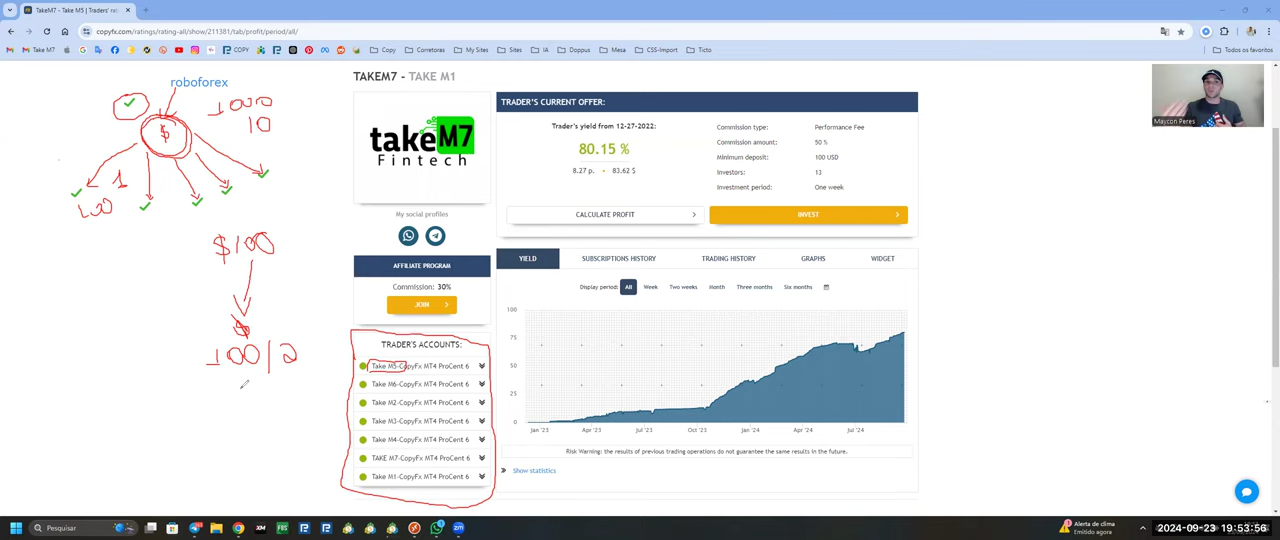 TakeM7 - Take M5 | Traders' rati
copyfx.com/ratings/rating-all/show/211381/tab/profit/period/all/
Take M7
COPY
Copy
Corretoras
My Sites
Sites
IA
Doppus
Mesa
CSS-Import
Ticto
Todos os favoritos
roboforex
1000
10
$
1
100
$100
$
100|2
TAKEM7 - TAKE M1
takeM7
Fintech
My social profiles
AFFILIATE PROGRAM
Commission: 30%
JOIN
TRADER'S ACCOUNTS:
Take M5-CopyFx MT4 ProCent 6
Take M6-CopyFx MT4 ProCent 6
Take M2-CopyFx MT4 ProCent 6
Take M3-CopyFx MT4 ProCent 6
Take M4-CopyFx MT4 ProCent 6
TAKE M7-CopyFx MT4 ProCent 6
Take M1-CopyFx MT4 ProCent 6
TRADER'S CURRENT OFFER:
Trader's yield from 12-27-2022:
80.15 %
8.27 p. + 83.62 $
Commission type: Performance Fee
Commission amount: 50 %
Minimum deposit: 100 USD
Investors: 13
Investment period: One week
CALCULATE PROFIT
INVEST
YIELD SUBSCRIPTIONS HISTORY TRADING HISTORY GRAPHS WIDGET
Display period: All Week Two weeks Month Three months Six months
100
75
50
25
0
Jan '23 Apr '23 Jul '23 Oct '23 Jan '24 Apr '24 Jul '24
Risk Warning: the results of previous trading operations do not guarantee the same results in the future.
Show statistics
Maycon Peres
Pesquisar
XM
FBS
zm
Alerta de clima
Emitido em
2024-09-23 19:53:56